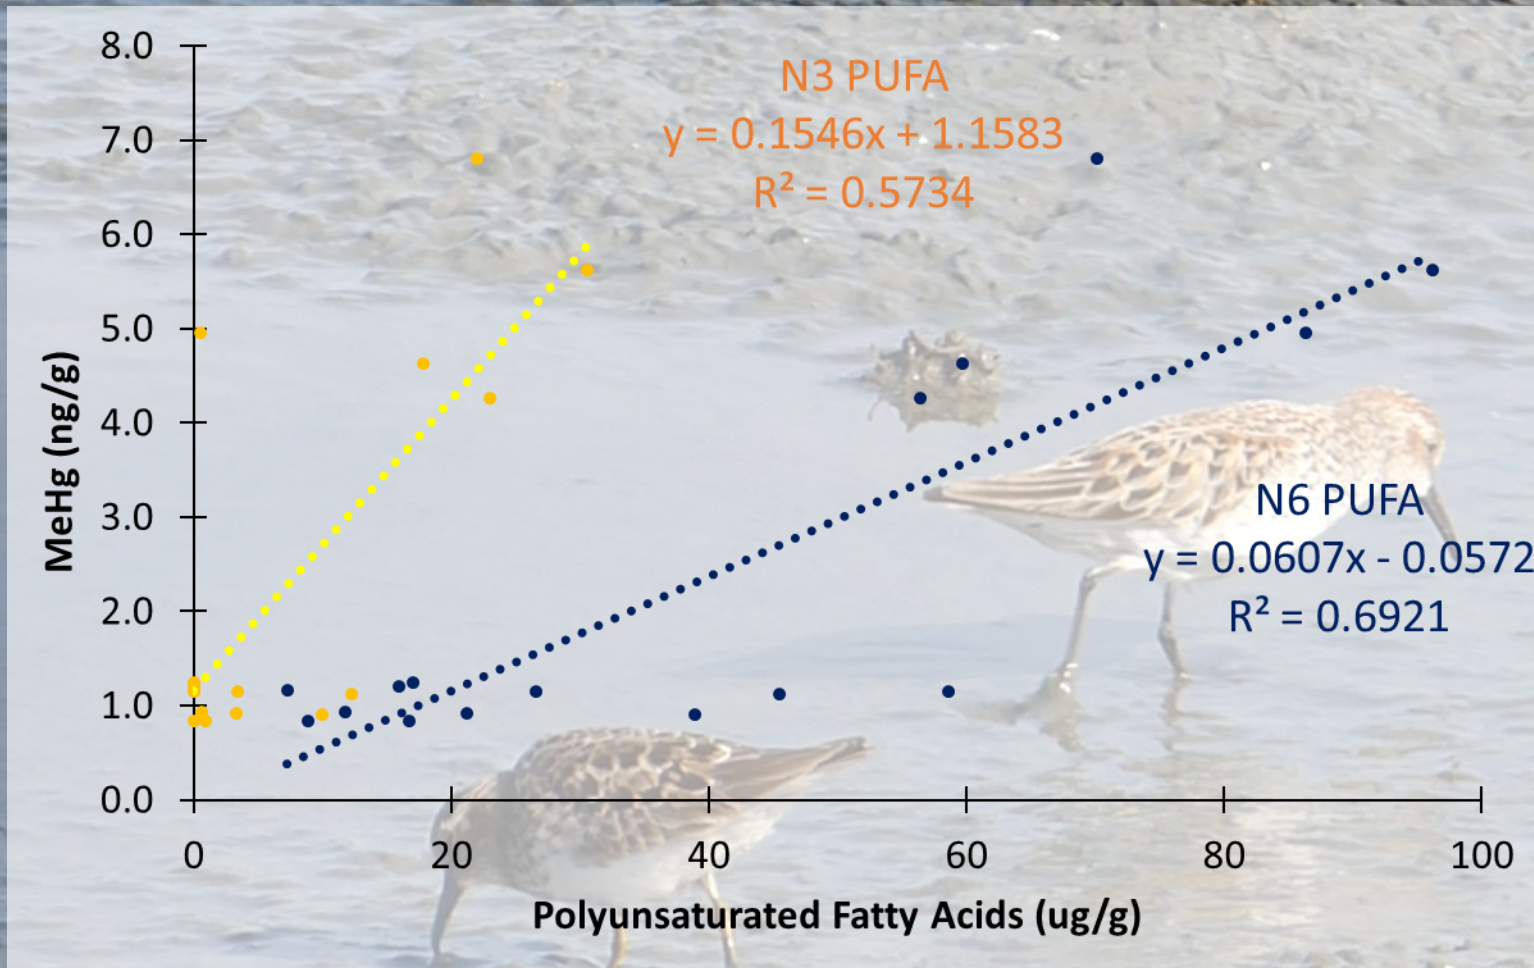 8.0
7.0
6.0
5.0
4.0
3.0
2.0
1.0
0.0
MeHg (ng/g)
N3 PUFA
y = 0.1546x + 1.1583
R² = 0.5734
N6 PUFA
y = 0.0607x - 0.0572
R² = 0.6921
0 20 40 60 80 100
Polyunsaturated Fatty Acids (ug/g)